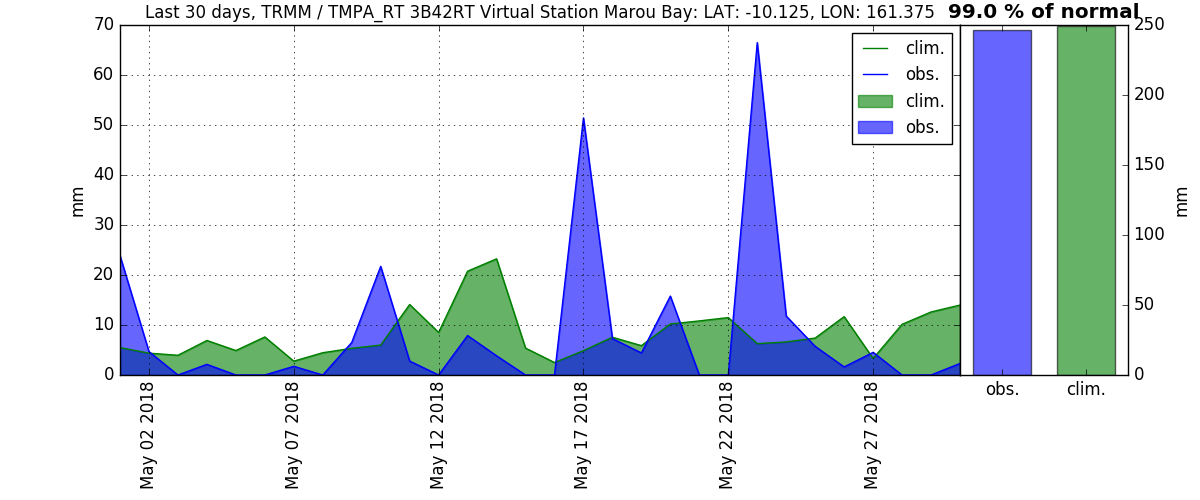 Last 30 days, TRMM / TMPA_RT 3B42RT Virtual Station Marou Bay: LAT: -10.125, LON: 161.375
99.0 % of normal
70
60
50
40
30
20
10
0
mm
clim.
obs.
clim.
obs.
May 02 2018
May 07 2018
May 12 2018
May 17 2018
May 22 2018
May 27 2018
250
200
150
100
50
0
mm
obs.
clim.